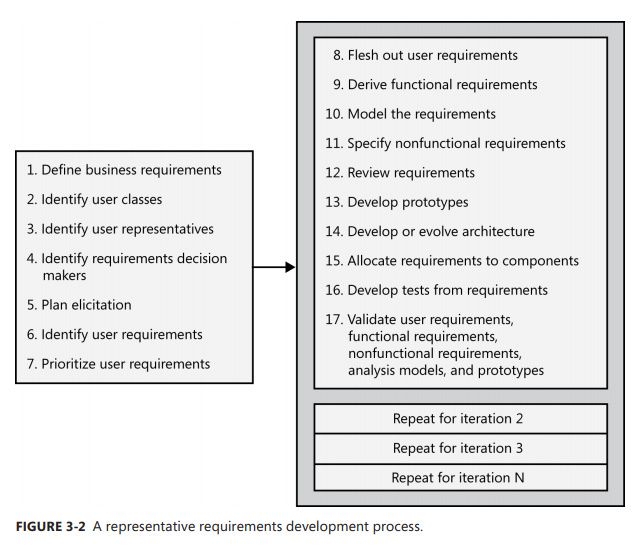 1. Define business requirements
2. Identify user classes
3. Identify user representatives
4. Identify requirements decision
makers
5. Plan elicitation
6. Identify user requirements
7. Prioritize user requirements
8. Flesh out user requirements
9. Derive functional requirements
10. Model the requirements
11. Specify nonfunctional requirements
12. Review requirements
13. Develop prototypes
14. Develop or evolve architecture
15. Allocate requirements to components
16. Develop tests from requirements
17. Validate user requirements,
functional requirements,
nonfunctional requirements,
analysis models, and prototypes
Repeat for iteration 2
Repeat for iteration 3
Repeat for iteration N
FIGURE 3-2 A representative requirements development process.